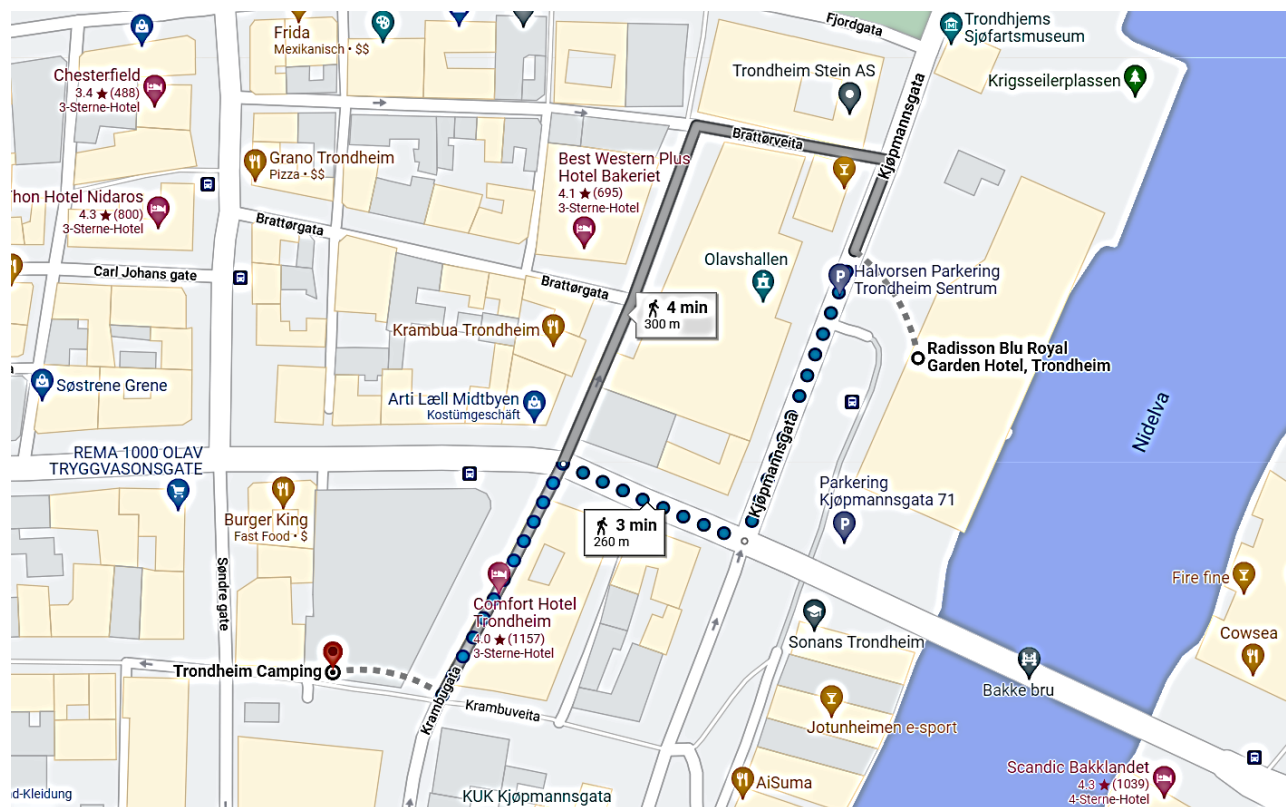 Fjordgata
Trondhjems
Sjøfartsmuseum
Frida
Mexikanisch • $$
Chesterfield
3.4 ★ (488)
3-Sterne-Hotel
Trondheim Stein AS
Krigsseilerplassen
Kjøpmannsgata
Brattørveita
Grano Trondheim
Pizza • $$
Best Western Plus
Hotel Bakeriet
4.1 ★ (695)
3-Sterne-Hotel
Thon Hotel Nidaros
4.3 ★ (800)
3-Sterne-Hotel
Brattørgata
Carl Johans gate
Olavshallen
Halvorsen Parkering
Trondheim Sentrum
Brattørgata
4 min
300 m
Krambua Trondheim
Radisson Blu Royal
Garden Hotel, Trondheim
Søstrene Grene
Arti Læll Midtbyen
Kostümgeschäft
Nidelva
Kjøpmannsgata
REMA 1000 OLAV
TRYGGVASONSGATE
Parkering
Kjøpmannsgata 71
P
Burger King
Fast Food • $
3 min
260 m
Søndre gate
Fire fine
Comfort Hotel
Trondheim
4.0 ★ (1157)
3-Sterne-Hotel
Sonans Trondheim
Cowsea
Trondheim Camping
Bakke bru
Krambugata
Krambuveita
Jotunheimen e-sport
Scandic Bakklandet
4.3 ★ (1039)
4-Sterne-Hotel
AiSuma
d-Kleidung
KUK Kjøpmannsgata